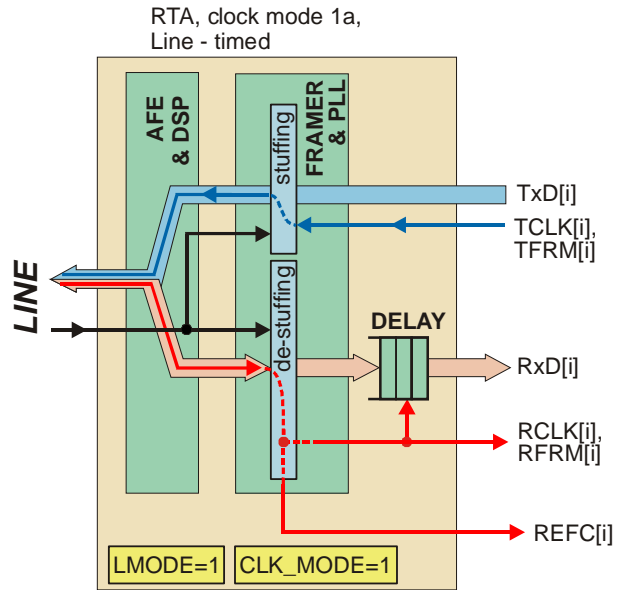 RTA, clock mode 1a,
Line - timed
AFE
& DSP
FRAMER
& PLL
stuffing
TxD[i]
TCLK[i],
TFRM[i]
LINE
de-stuffing
DELAY
RxD[i]
RCLK[i],
RFRM[i]
REFC[i]
LMODE=1
CLK_MODE=1